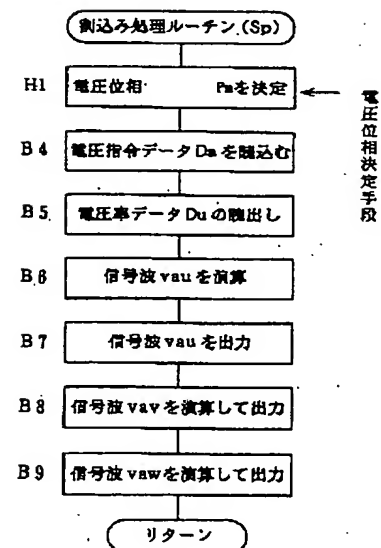 割込み処理ルーチン(Sp)
H1 電圧位相 Pmを決定
電圧位相決定手段
B4 電圧指令データDmを読込む
B5 電圧率データDuの読出し
B6 信号波vauを演算
B7 信号波vauを出力
B8 信号波vavを演算して出力
B9 信号波vawを演算して出力
リターン